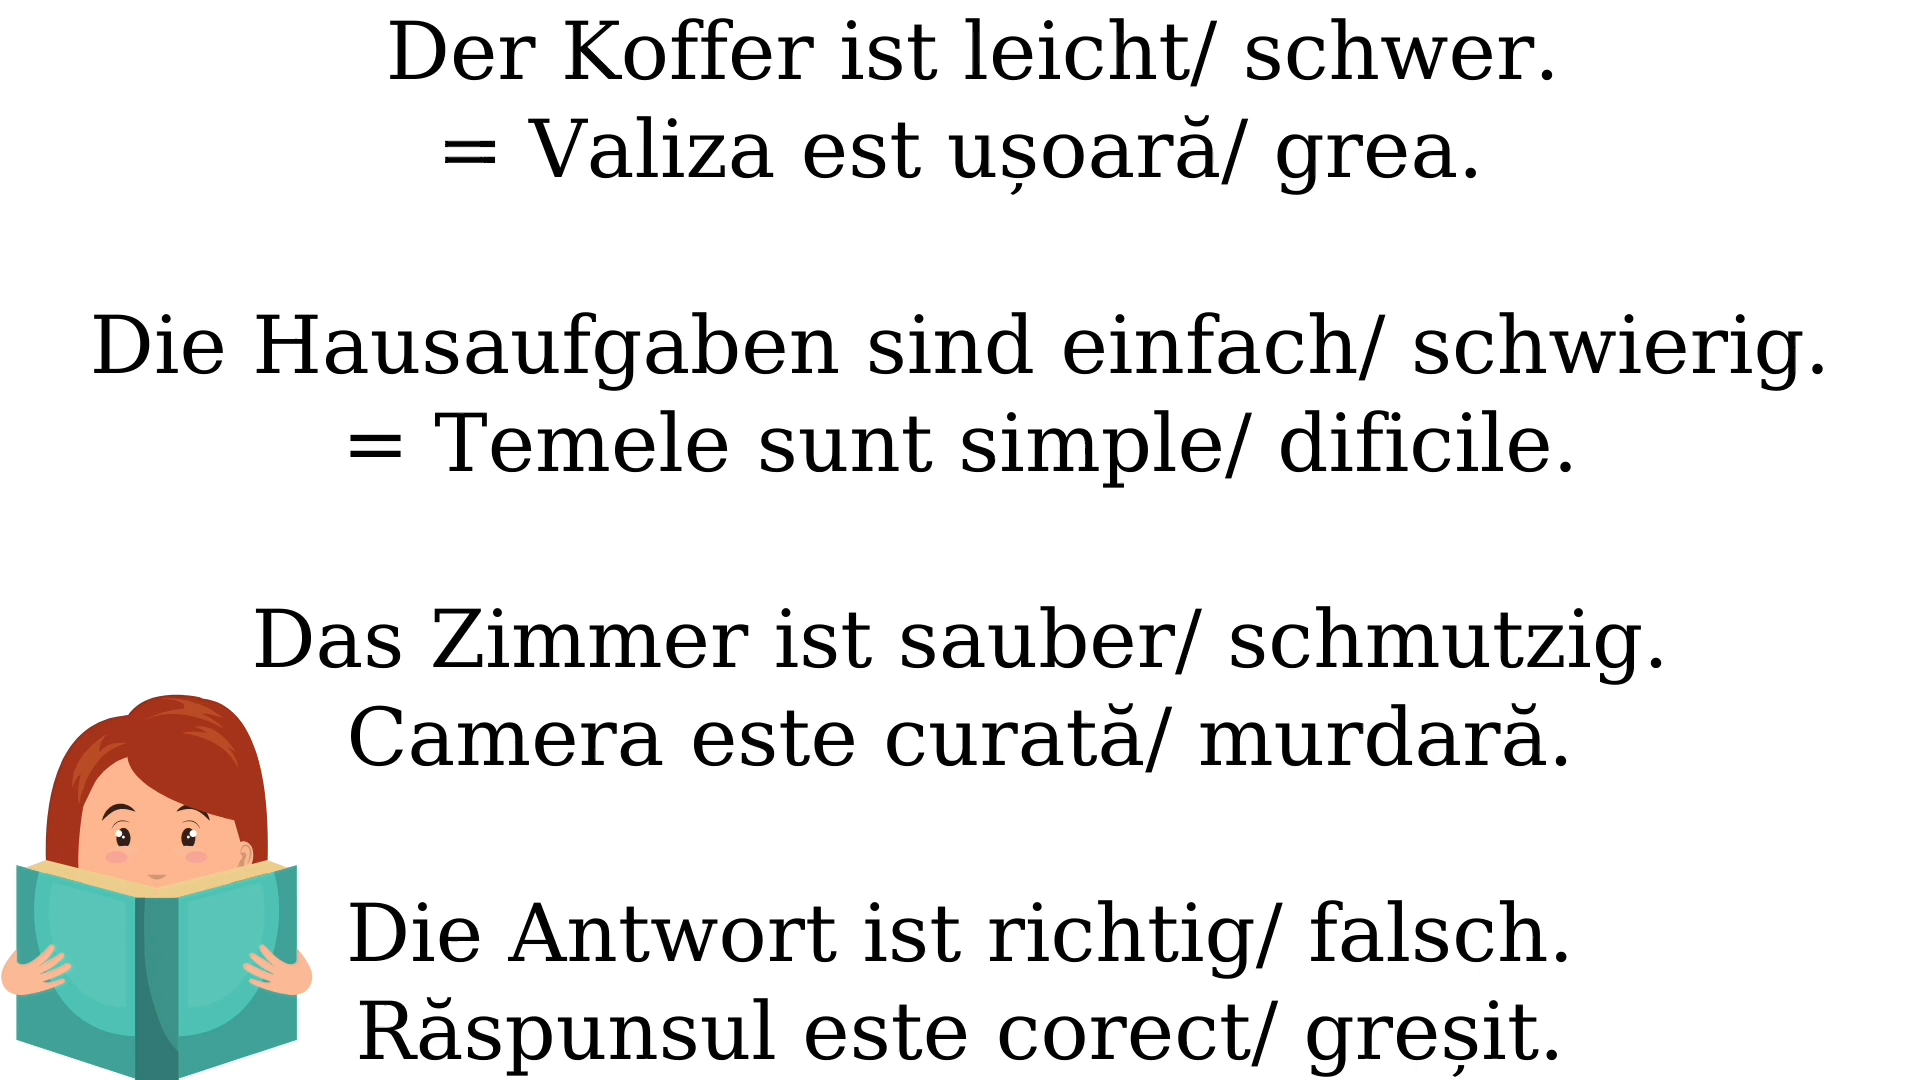 Der Koffer ist leicht/ schwer.
= Valiza est ușoară/ grea.
Die Hausaufgaben sind einfach/ schwierig.
= Temele sunt simple/ dificile.
Das Zimmer ist sauber/ schmutzig.
Camera este curată/ murdară.
Die Antwort ist richtig/ falsch.
Răspunsul este corect/ greșit.